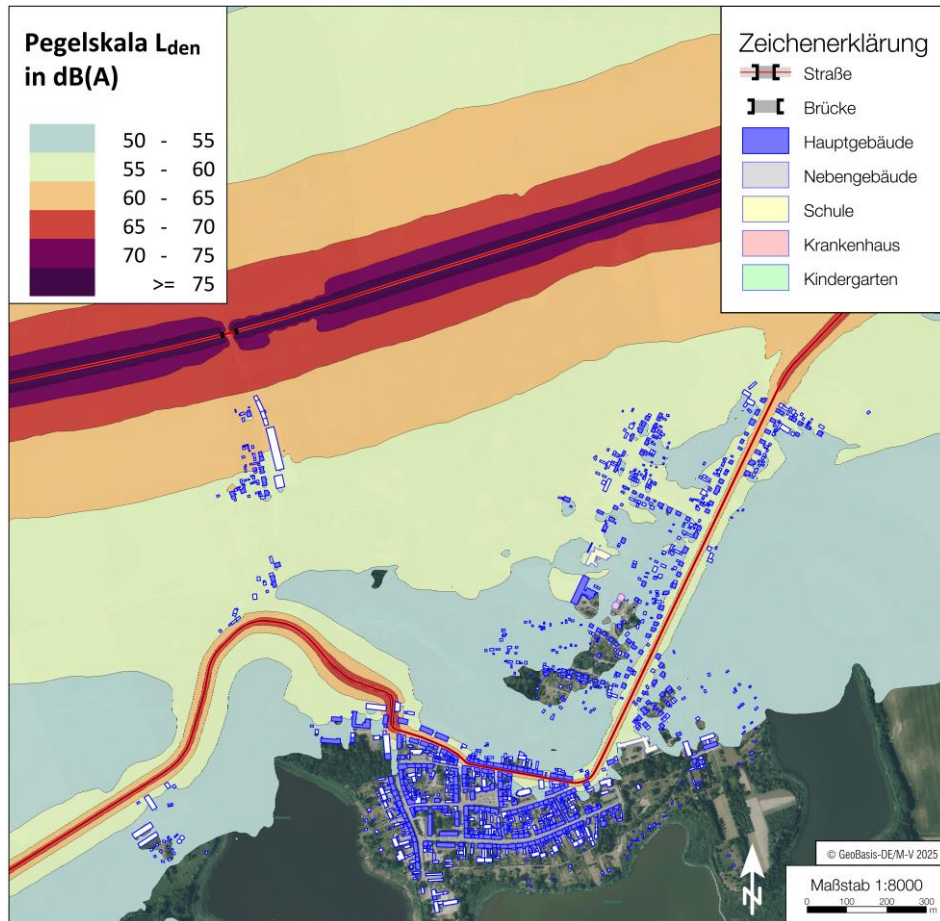 Pegelskala Lden
in dB(A)
50 - 55
55 - 60
60 - 65
65 - 70
70 - 75
>= 75
Zeichenerklärung
Straße
Brücke
Hauptgebäude
Nebengebäude
Schule
Krankenhaus
Kindergarten
© GeoBasis-DE/M-V 2025
N
Maßstab 1:8000
0 100 200 300
m